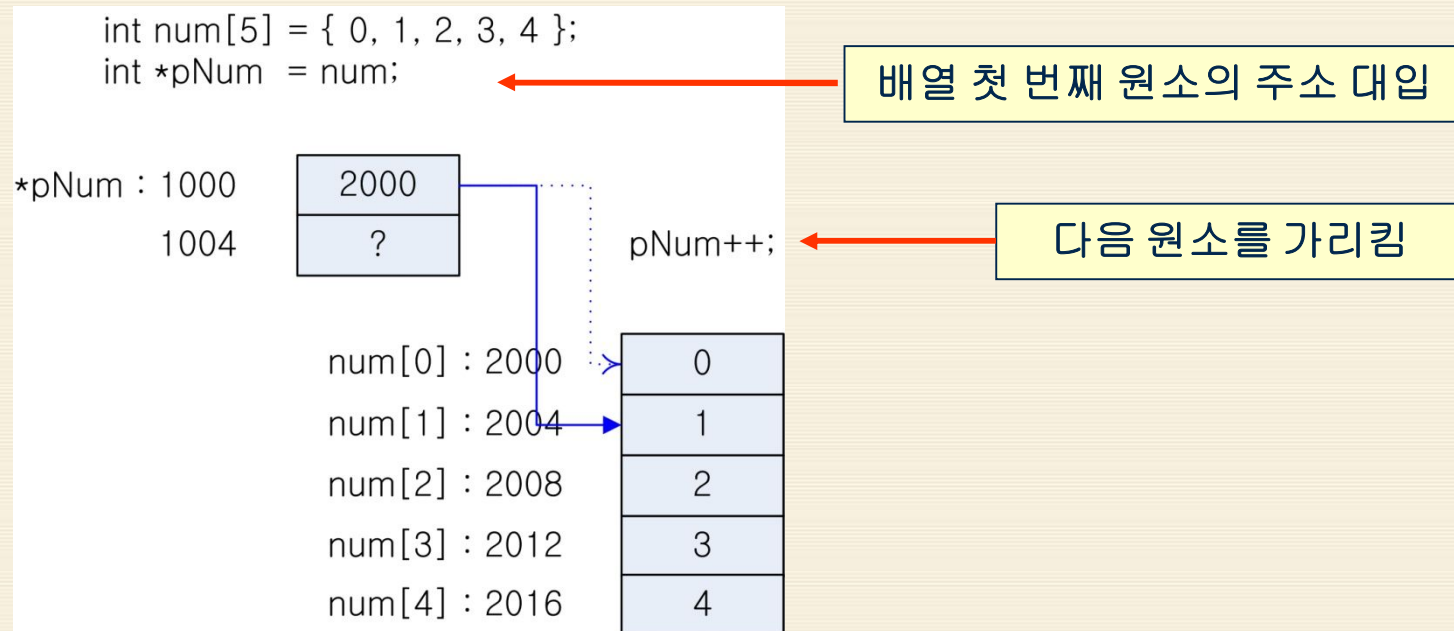 int num[5] = { 0, 1, 2, 3, 4 };
int *pNum = num;
배열 첫 번째 원소의 주소 대입
*pNum : 1000
2000
1004
?
pNum++;
다음 원소를 가리킴
num[0] : 2000
0
num[1] : 2004
1
num[2] : 2008
2
num[3] : 2012
3
num[4] : 2016
4